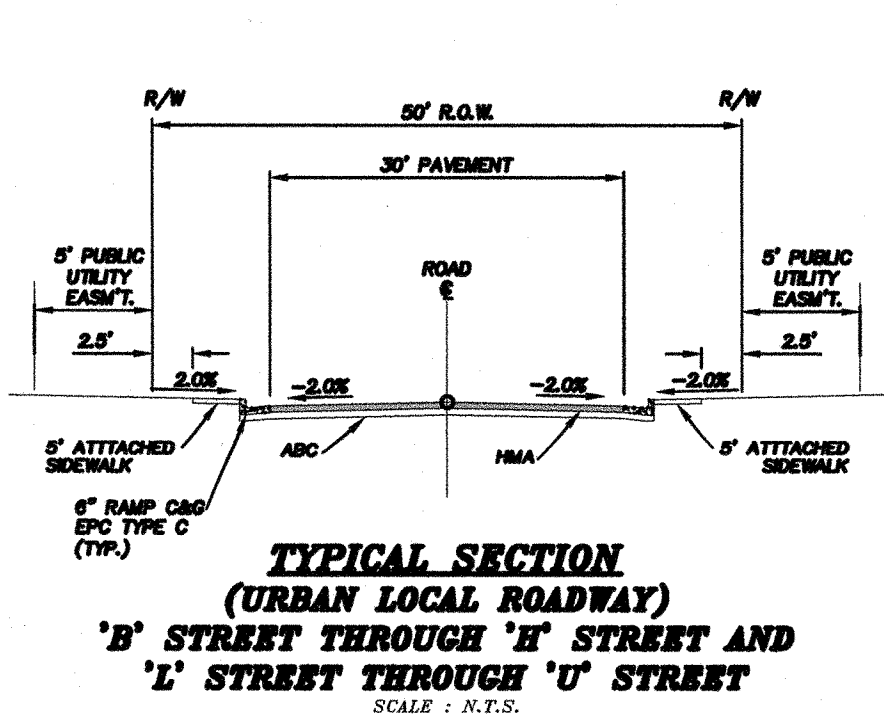 R/W
R/W
50' R.O.W.
30' PAVEMENT
5' PUBLIC
UTILITY
EASM'T.
ROAD
℄
5' PUBLIC
UTILITY
EASM'T.
2.5'
2.5'
2.0%
-2.0%
-2.0%
-2.0%
5' ATTTACHED
SIDEWALK
ABC
HMA
5' ATTTACHED
SIDEWALK
6" RAMP C&G
EPC TYPE C
(TYP.)
TYPICAL SECTION
(URBAN LOCAL ROADWAY)
'B' STREET THROUGH 'H' STREET AND
'L' STREET THROUGH 'U' STREET
SCALE : N.T.S.